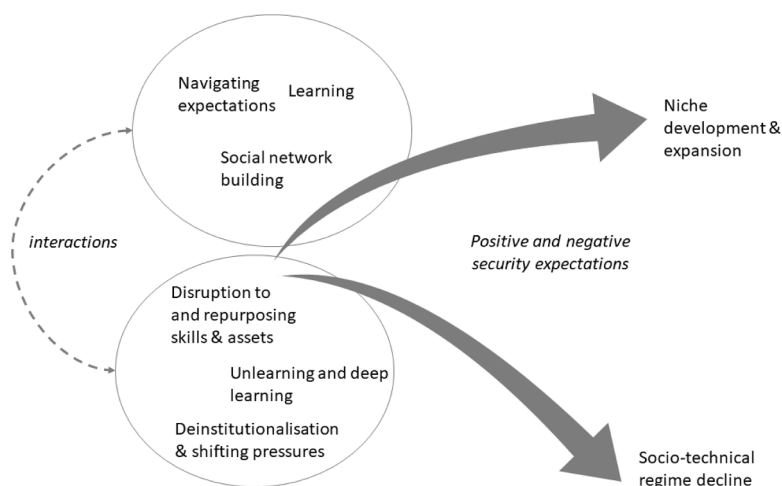 Navigating
expectations
Learning
Social network
building
Niche
development &
expansion
interactions
Positive and negative
security expectations
Disruption to
and repurposing
skills & assets
Unlearning and deep
learning
Deinstitutionalisation
& shifting pressures
Socio-technical
regime decline